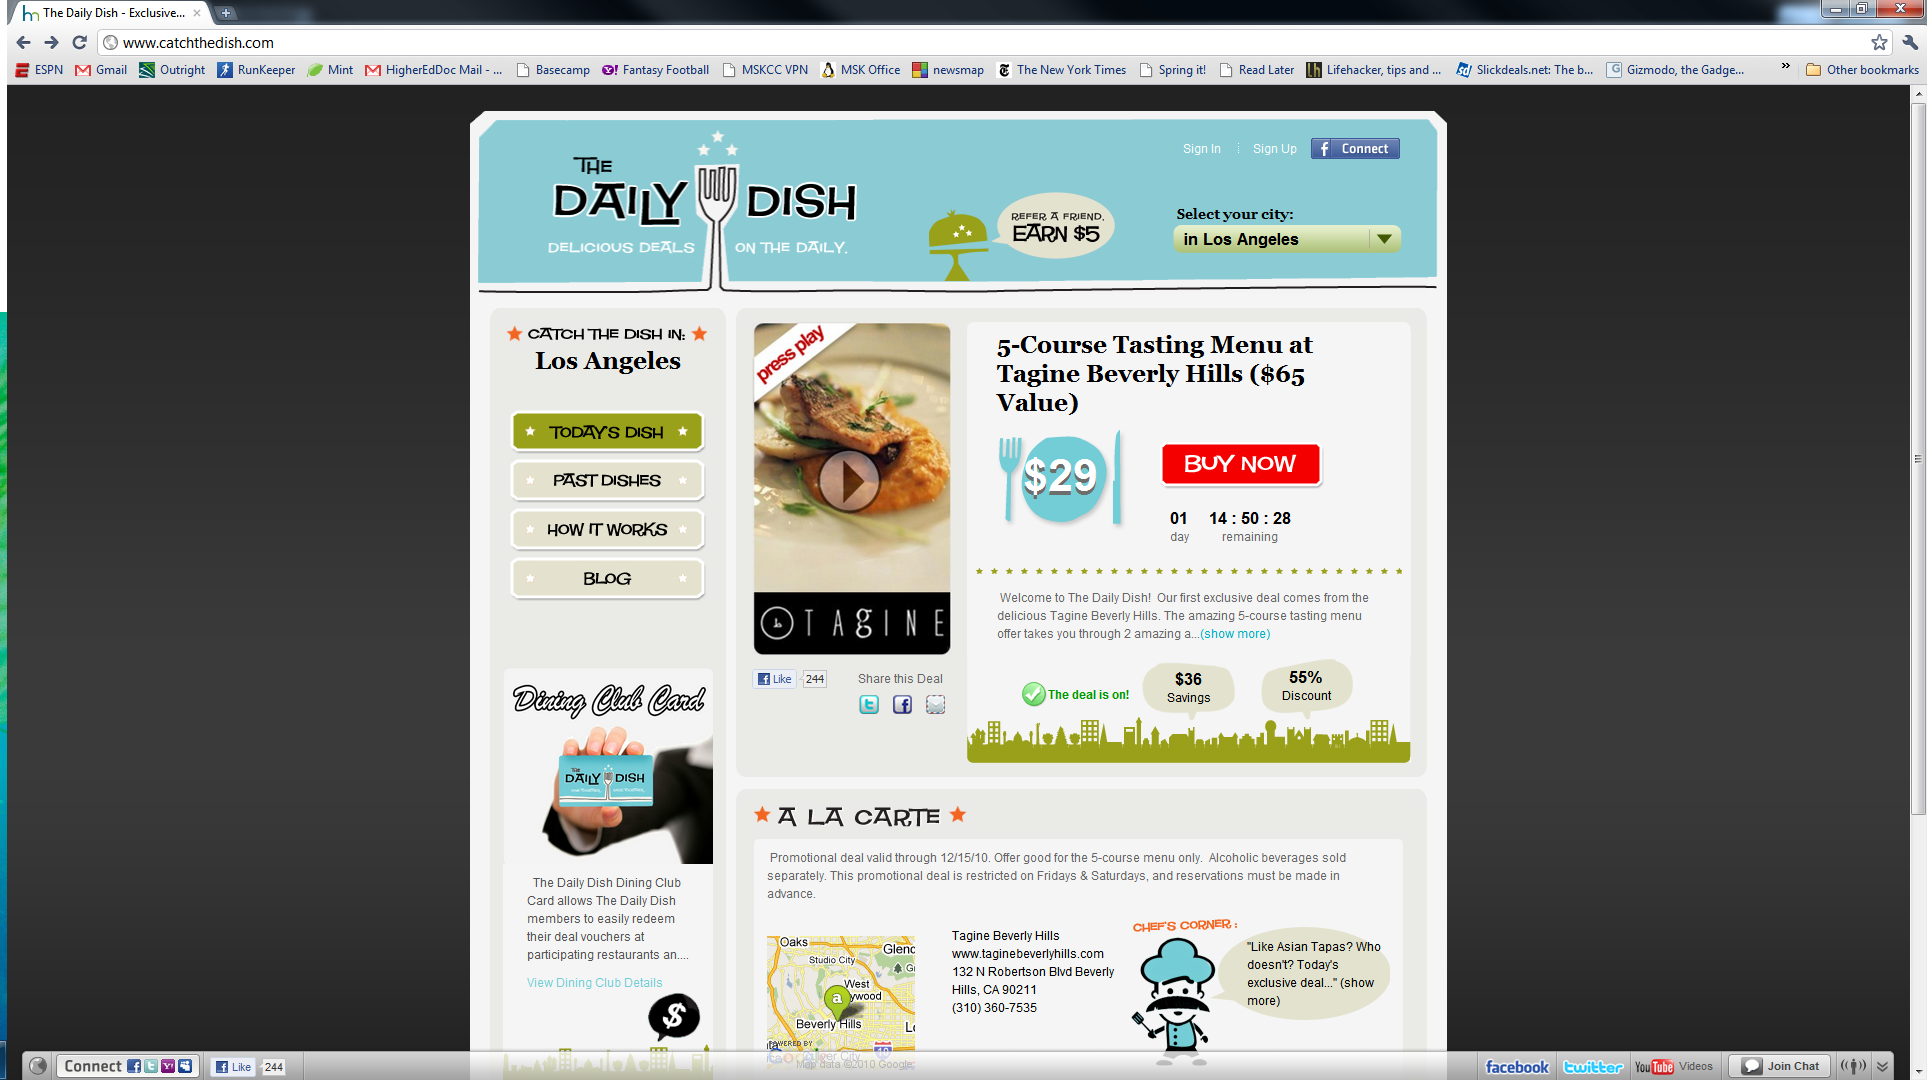 The Daily Dish - Exclusive...
www.catchthedish.com
ESPN
Gmail
Outright
RunKeeper
Mint
HigherEdDoc Mail - ...
Basecamp
Fantasy Football
MSKCC VPN
MSK Office
newsmap
The New York Times
Spring it!
Read Later
Lifehacker, tips and ...
Slickdeals.net: The b...
Gizmodo, the Gadge...
Other bookmarks
THE
DAILY DISH
DELICIOUS DEALS ON THE DAILY.
REFER A FRIEND,
EARN $5
Sign In
Sign Up
Connect
Select your city:
in Los Angeles
CATCH THE DISH IN:
Los Angeles
TODAY'S DISH
PAST DISHES
HOW IT WORKS
BLOG
Dining Club Card
THE
DAILY DISH
The Daily Dish Dining Club
Card allows The Daily Dish
members to easily redeem
their deal vouchers at
participating restaurants an....
View Dining Club Details
$
press play
TAGINE
Like
244
Share this Deal
5-Course Tasting Menu at
Tagine Beverly Hills ($65
Value)
$29
BUY NOW
01 14 : 50 : 28
day remaining
Welcome to The Daily Dish! Our first exclusive deal comes from the
delicious Tagine Beverly Hills. The amazing 5-course tasting menu
offer takes you through 2 amazing a...(show more)
The deal is on!
$36
Savings
55%
Discount
A LA CARTE
Promotional deal valid through 12/15/10. Offer good for the 5-course menu only. Alcoholic beverages sold
separately. This promotional deal is restricted on Fridays & Saturdays, and reservations must be made in
advance.
Oaks
Glenc
Studio City
West
ywood
a
Beverly Hills
POWERED BY
10
Culver City
Map data ©2010 Google
Tagine Beverly Hills
www.taginebeverlyhills.com
132 N Robertson Blvd Beverly
Hills, CA 90211
(310) 360-7535
CHEF'S CORNER :
"Like Asian Tapas? Who
doesn't? Today's
exclusive deal..." (show
more)
Connect
Like
244
facebook
twitter
YouTube Videos
Join Chat